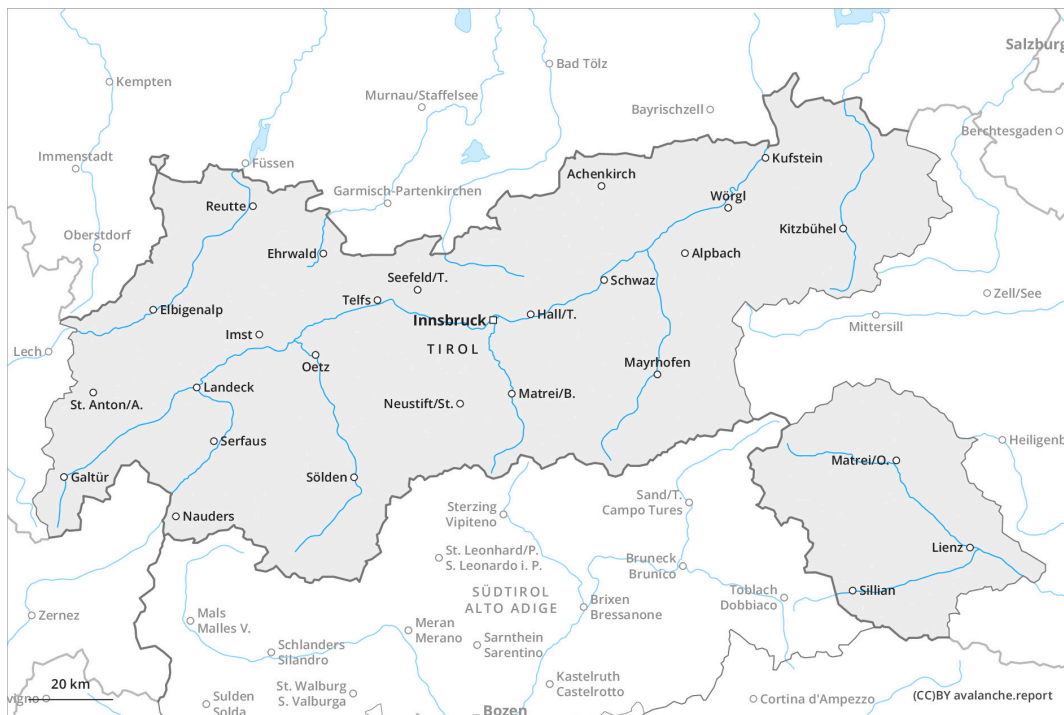 Salzburg
Bad Tölz
Kempten
Murnau/Staffelsee
Bayrischzell
Berchtesgaden
Immenstadt
Füssen
Kufstein
Achenkirch
Garmisch-Partenkirchen
Reutte
Wörgl
Oberstdorf
Kitzbühel
Ehrwald
Alpbach
Seefeld/T.
Schwaz
Zell/See
Telfs
Elbigenalp
Innsbruck
Hall/T.
Mittersill
Imst
TIROL
Lech
Oetz
Mayrhofen
Landeck
St. Anton/A.
Neustift/St.
Matrei/B.
Serfaus
Heiligenb
Matrei/O.
Galtür
Sölden
Sand/T.
Campo Tures
Sterzing
Vipiteno
Nauders
Lienz
St. Leonhard/P.
S. Leonardo i. P.
Bruneck
Brunico
SÜDTIROL
ALTO ADIGE
Toblach
Dobbiaco
Sillian
Brixen
Bressanone
Zernez
Mals
Malles V.
Meran
Merano
Sarnthein
Sarentino
Schlanders
Silandro
Kastelruth
Castelrotto
20 km
St. Walburg
S. Valburga
vigno
Sulden
Solda
Cortina d'Ampezzo
(CC)BY avalanche.report
Bozen